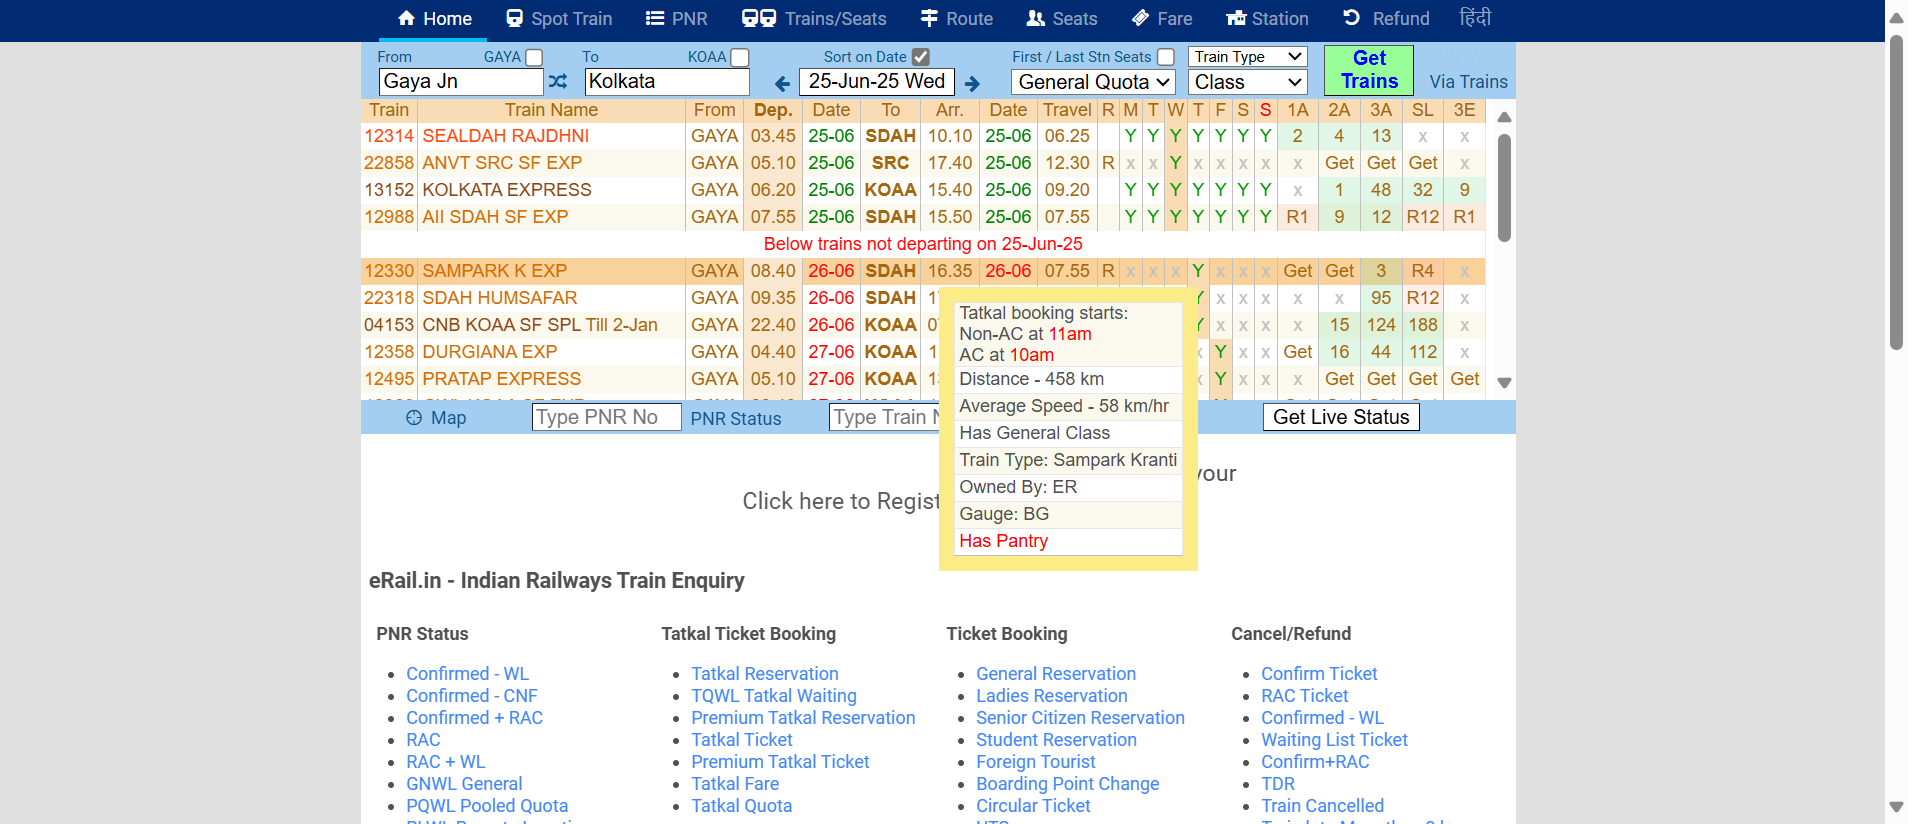 Home Spot Train PNR Trains/Seats Route Seats Fare Station Refund हिंदी
From GAYA To KOAA Sort on Date First / Last Stn Seats Train Type Get Trains
Gaya Jn Kolkata 25-Jun-25 Wed General Quota Class Via Trains
Train Train Name From Dep. Date To Arr. Date Travel R M T W T F S S 1A 2A 3A SL 3E
12314 SEALDAH RAJDHNI GAYA 03.45 25-06 SDAH 10.10 25-06 06.25 Y Y Y Y Y Y Y 2 4 13 x x
22858 ANVT SRC SF EXP GAYA 05.10 25-06 SRC 17.40 25-06 12.30 R x x Y x x x x x Get Get Get x
13152 KOLKATA EXPRESS GAYA 06.20 25-06 KOAA 15.40 25-06 09.20 Y Y Y Y Y Y Y x 1 48 32 9
12988 AII SDAH SF EXP GAYA 07.55 25-06 SDAH 15.50 25-06 07.55 Y Y Y Y Y Y Y R1 9 12 R12 R1
Below trains not departing on 25-Jun-25
12330 SAMPARK K EXP GAYA 08.40 26-06 SDAH 16.35 26-06 07.55 R x x x Y x x x Get Get 3 R4 x
22318 SDAH HUMSAFAR GAYA 09.35 26-06 SDAH Y x x x x x 95 R12 x
04153 CNB KOAA SF SPL Till 2-Jan GAYA 22.40 26-06 KOAA Y x x x x 15 124 188 x
12358 DURGIANA EXP GAYA 04.40 27-06 KOAA x Y x x Get 16 44 112 x
12495 PRATAP EXPRESS GAYA 05.10 27-06 KOAA x Y x x x Get Get Get Get
Tatkal booking starts:
Non-AC at 11am
AC at 10am
Distance - 458 km
Average Speed - 58 km/hr
Has General Class
Train Type: Sampark Kranti
Owned By: ER
Gauge: BG
Has Pantry
Map Type PNR No PNR Status Type Train Get Live Status
your
Click here to Regist
eRail.in - Indian Railways Train Enquiry
PNR Status
Confirmed - WL
Confirmed - CNF
Confirmed + RAC
RAC
RAC + WL
GNWL General
PQWL Pooled Quota
Tatkal Ticket Booking
Tatkal Reservation
TQWL Tatkal Waiting
Premium Tatkal Reservation
Tatkal Ticket
Premium Tatkal Ticket
Tatkal Fare
Tatkal Quota
Ticket Booking
General Reservation
Ladies Reservation
Senior Citizen Reservation
Student Reservation
Foreign Tourist
Boarding Point Change
Circular Ticket
Cancel/Refund
Confirm Ticket
RAC Ticket
Confirmed - WL
Waiting List Ticket
Confirm+RAC
TDR
Train Cancelled